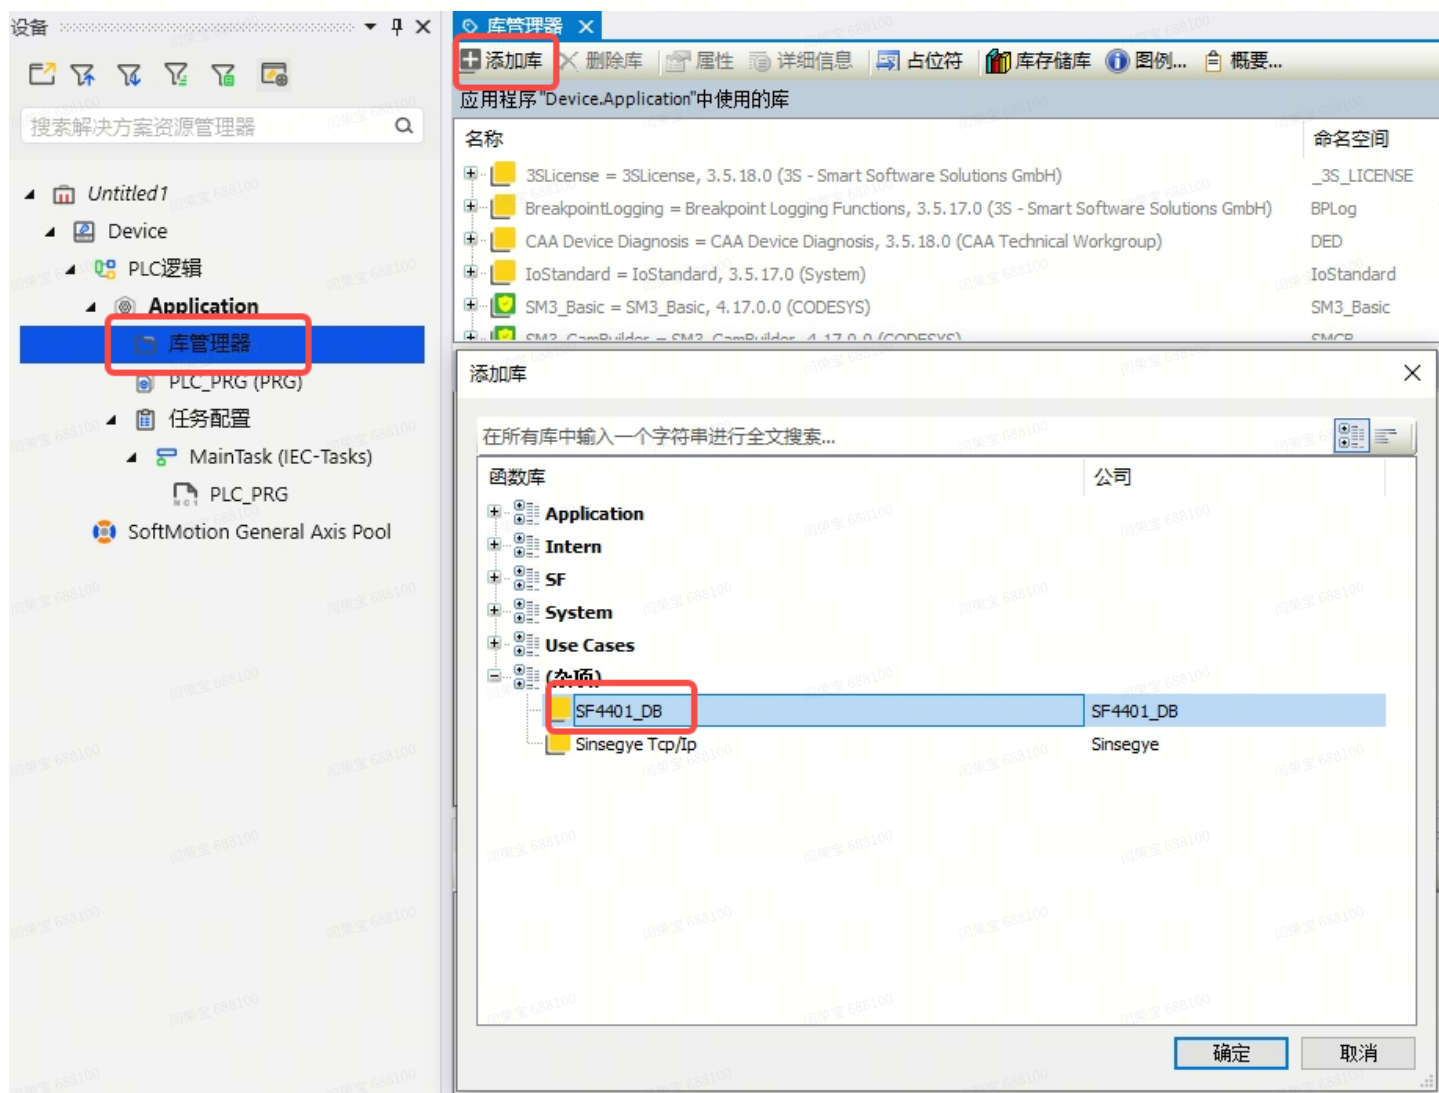 设备
搜索解决方案资源管理器
Untitled1
Device
PLC逻辑
Application
库管理器
PLC_PRG (PRG)
任务配置
MainTask (IEC-Tasks)
PLC_PRG
SoftMotion General Axis Pool
库管理器
添加库 删除库 属性 详细信息 占位符 库存储库 图例... 概要...
应用程序"Device.Application"中使用的库
名称 命名空间
3SLicense = 3SLicense, 3.5.18.0 (3S - Smart Software Solutions GmbH) _3S_LICENSE
BreakpointLogging = Breakpoint Logging Functions, 3.5.17.0 (3S - Smart Software Solutions GmbH) BPLog
CAA Device Diagnosis = CAA Device Diagnosis, 3.5.18.0 (CAA Technical Workgroup) DED
IoStandard = IoStandard, 3.5.17.0 (System) IoStandard
SM3_Basic = SM3_Basic, 4.17.0.0 (CODESYS) SM3_Basic
SM3_CamBuilder = SM3_CamBuilder, 4.17.0.0 (CODESYS) SMCB
添加库
在所有库中输入一个字符串进行全文搜索...
函数库 公司
Application
Intern
SF
System
Use Cases
(杂项)
SF4401_DB SF4401_DB
Sinsegye Tcp/Ip Sinsegye
确定 取消